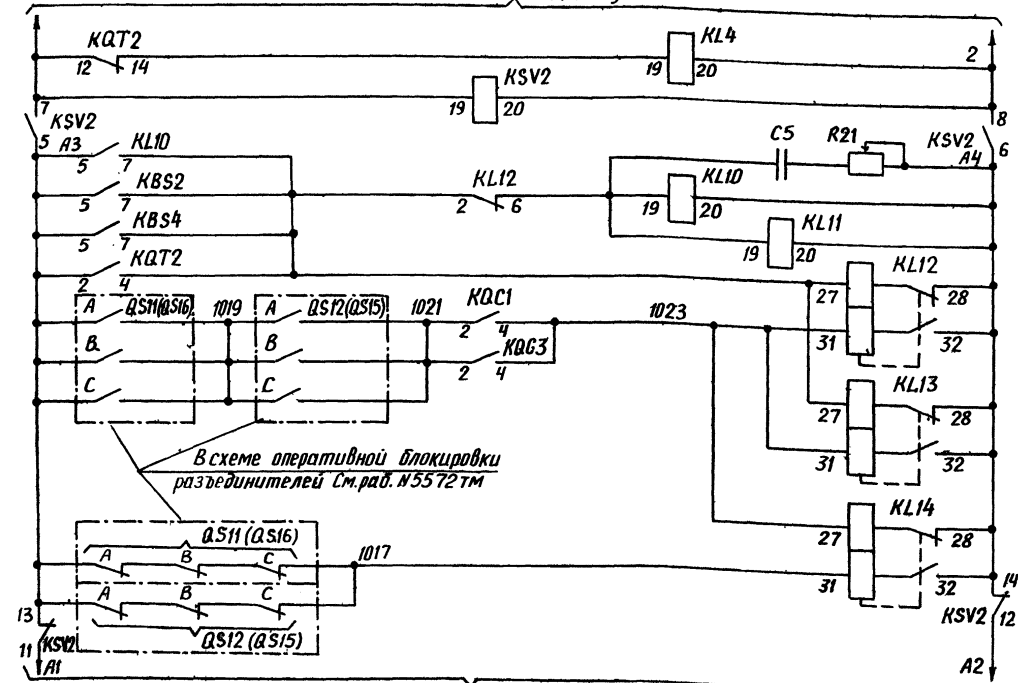 KQT2 KL4 2
12 14 19 20
KSV2
7 19 20 8
KSV2 C5 R21 KSV2
5 A3 KL10 A4 6
5 7
KBS2 KL12 KL10
5 7 2 6 19 20
KBS4 KL11
5 7 19 20
KQT2 KL12
2 4 27 28
A QS11(QS16) 1019 A QS12(QS15) 1021 KQC1 1023
2 4 31 32
B B KQC3
2 4
C C KL13
27 28
В схеме оперативной блокировки
31 32
разъединителей См.раб. N5572тм
KL14
QS11(QS16) 27 28
A B C 1017
31 32 14
A B C
13 KSV2 12
KSV2 QS12(QS15)
11
A1 A2